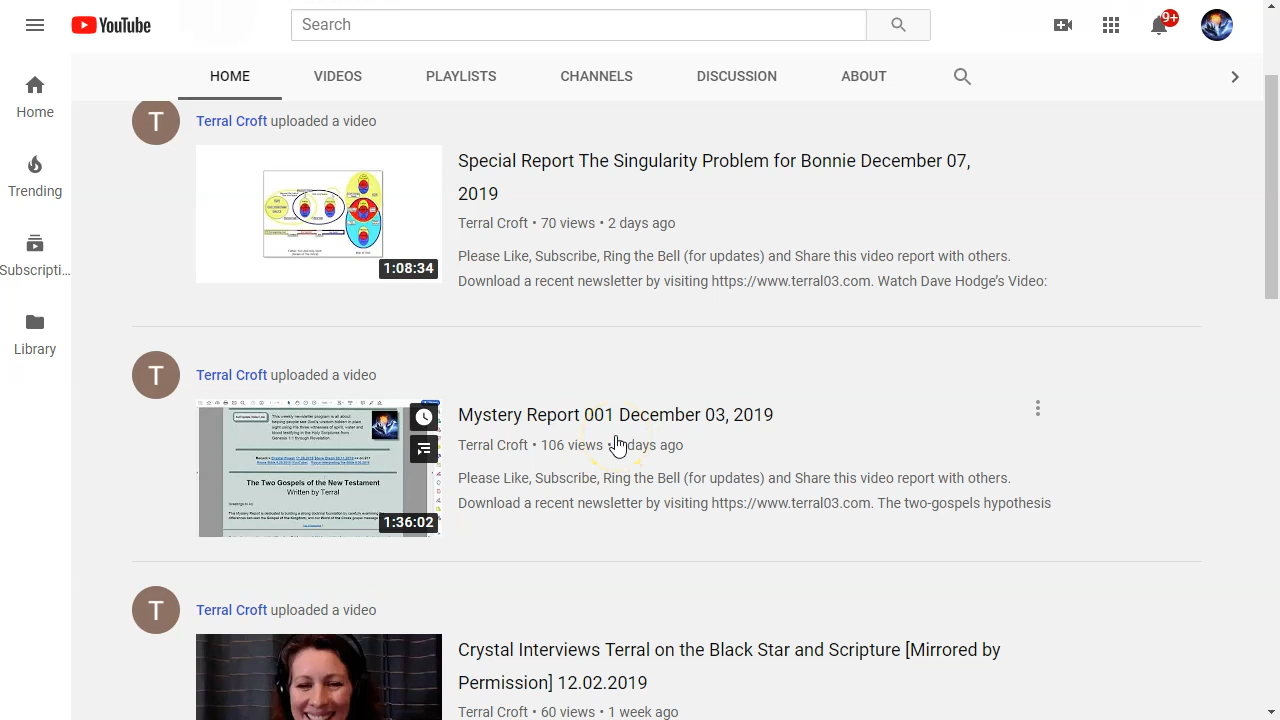 YouTube
Search
9+
HOME
VIDEOS
PLAYLISTS
CHANNELS
DISCUSSION
ABOUT
Home
Trending
Subscripti...
Library
T
Terral Croft uploaded a video
1:08:34
Special Report The Singularity Problem for Bonnie December 07,
2019
Terral Croft • 70 views • 2 days ago
Please Like, Subscribe, Ring the Bell (for updates) and Share this video report with others.
Download a recent newsletter by visiting https://www.terral03.com. Watch Dave Hodge's Video:
T
Terral Croft uploaded a video
This weekly newsletter program is all about
The Two Gospels of the New Testament
Written by Terral
1:36:02
Mystery Report 001 December 03, 2019
Terral Croft • 106 views • days ago
Please Like, Subscribe, Ring the Bell (for updates) and Share this video report with others.
Download a recent newsletter by visiting https://www.terral03.com. The two-gospels hypothesis
T
Terral Croft uploaded a video
Crystal Interviews Terral on the Black Star and Scripture [Mirrored by
Permission] 12.02.2019
Terral Croft • 60 views • 1 week ago